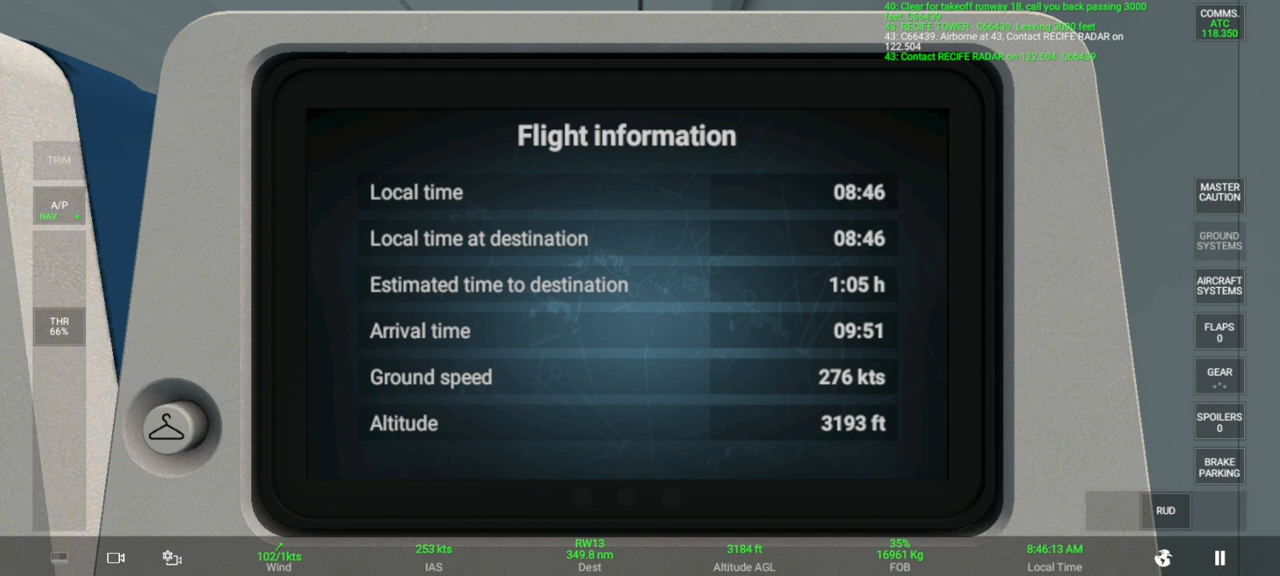 40: Clear for takeoff runway 18, call you back passing 3000
feet, C66439
43: RECIFE TOWER - C66439, Leaving 3000 feet
43: C66439, Airborne at 43, Contact RECIFE RADAR on
122.504
43: Contact RECIFE RADAR on 122.504, C66439
COMMS.
ATC
118.350
Flight information
Local time 08:46
Local time at destination 08:46
Estimated time to destination 1:05 h
Arrival time 09:51
Ground speed 276 kts
Altitude 3193 ft
TRIM
A/P
NAV
THR
66%
MASTER
CAUTION
GROUND
SYSTEMS
AIRCRAFT
SYSTEMS
FLAPS
0
GEAR
SPOILERS
0
BRAKE
PARKING
RUD
102/1kts
Wind
253 kts
IAS
RW13
349.8 nm
Dest
3184 ft
Altitude AGL
35%
16961 Kg
FOB
8:46:13 AM
Local Time